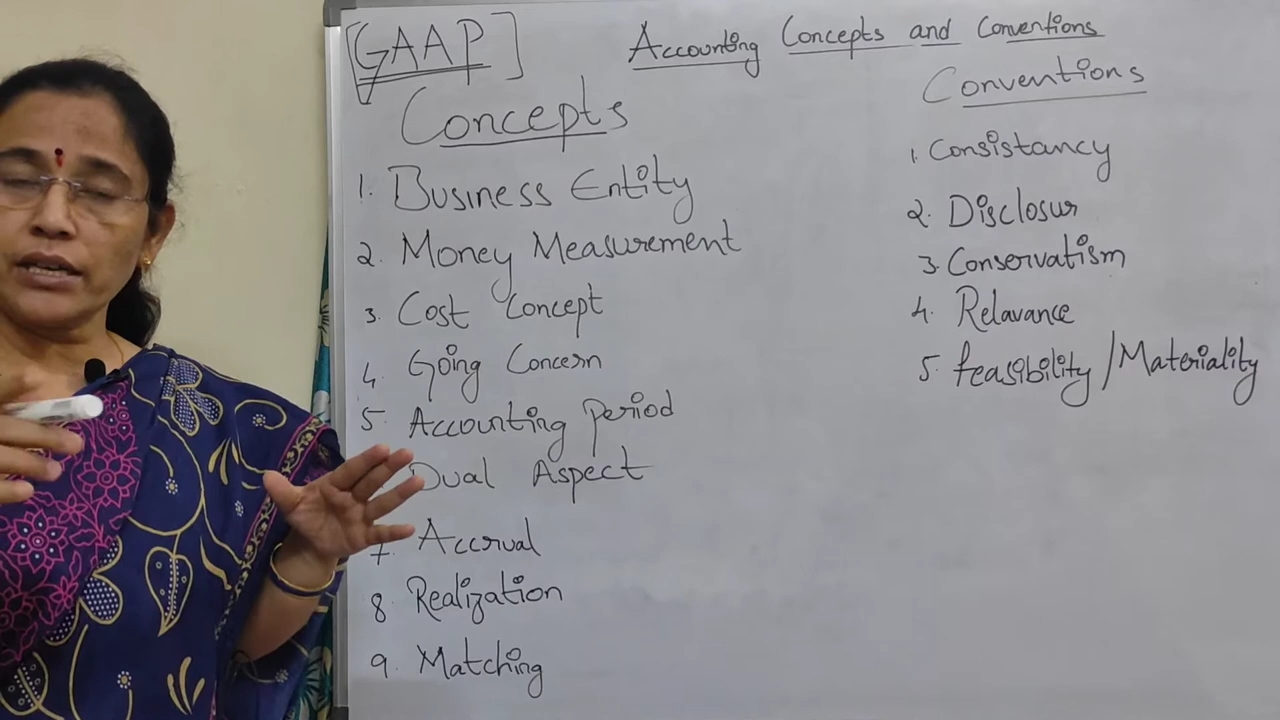 [GAAP]
Accounting Concepts and Conventions
Concepts
1. Business Entity
2. Money Measurement
3. Cost Concept
4. Going Concern
5. Accounting Period
Dual Aspect
7. Accrual
8. Realization
9. Matching
Conventions
1. Consistancy
2. Disclosur
3. Conservatism
4. Relavance
5. feasibility/Materiality